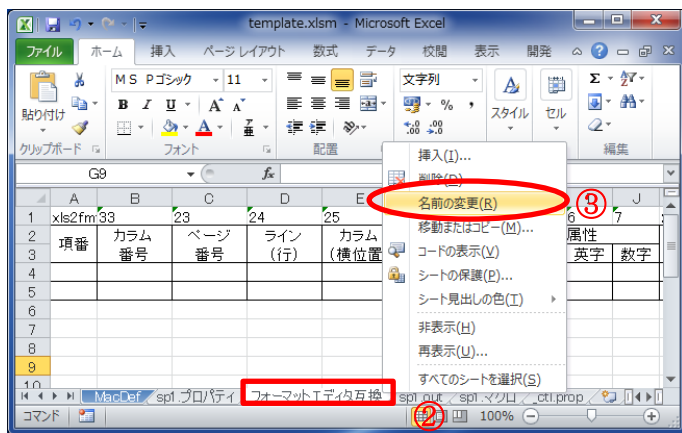 template.xlsm - Microsoft Excel
ファイル ホーム 挿入 ページ レイアウト 数式 データ 校閲 表示 開発
貼り付け
クリップボード
ＭＳ Ｐゴシック 11
B I U A A
A
フォント
配置
文字列
% ,
スタイル
セル
Σ
編集
G9 fx
A B C D E J
1 xls2fm 33 23 24 25 6 7
2 項番 カラム ページ ライン カラム 属性
3 番号 番号 (行) (横位置 英字 数字
4
5
6
7
8
9
10
挿入(I)...
削除(D)
名前の変更(R)
③
移動またはコピー(M)...
コードの表示(V)
シートの保護(P)...
シート見出しの色(T)
非表示(H)
再表示(U)...
すべてのシートを選択(S)
MacDef spf.プロパティ フォーマットエディタ互換 spf.out spf.マクロ _ctl.prop
②
コマンド 100%